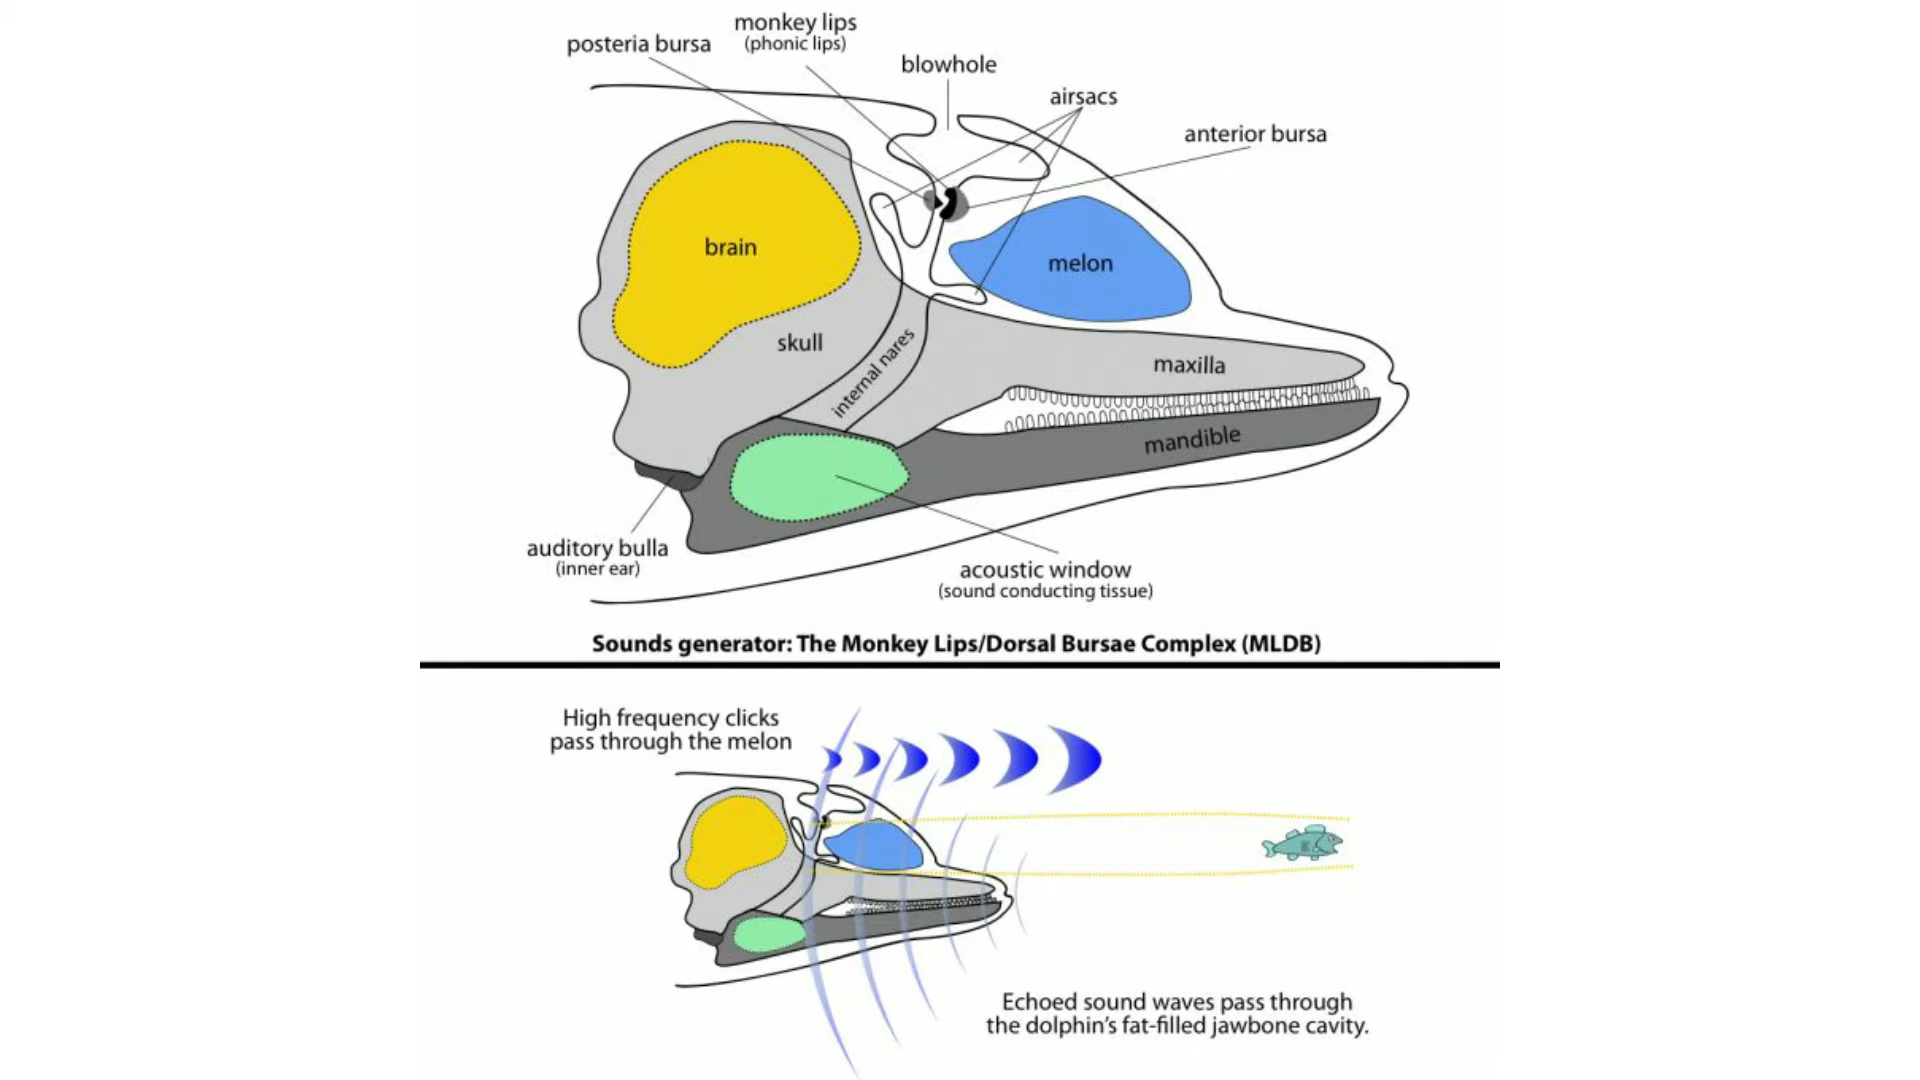 monkey lips
(phonic lips)
posteria bursa
blowhole
airsacs
anterior bursa
brain
melon
skull
internal nares
maxilla
mandible
auditory bulla
(inner ear)
acoustic window
(sound conducting tissue)
Sounds generator: The Monkey Lips/Dorsal Bursae Complex (MLDB)
High frequency clicks
pass through the melon
Echoed sound waves pass through
the dolphin's fat-filled jawbone cavity.